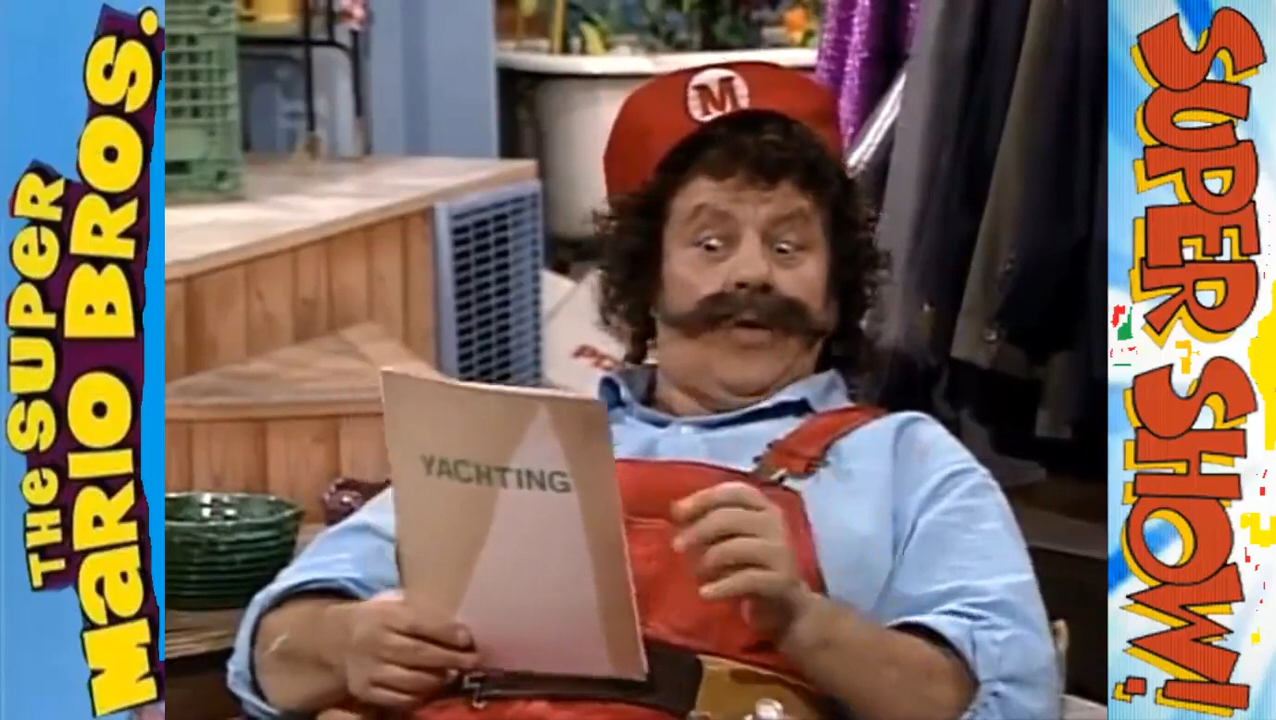 THE SUPER
MARIO BROS.
M
YACHTING
SUPER SHOW!